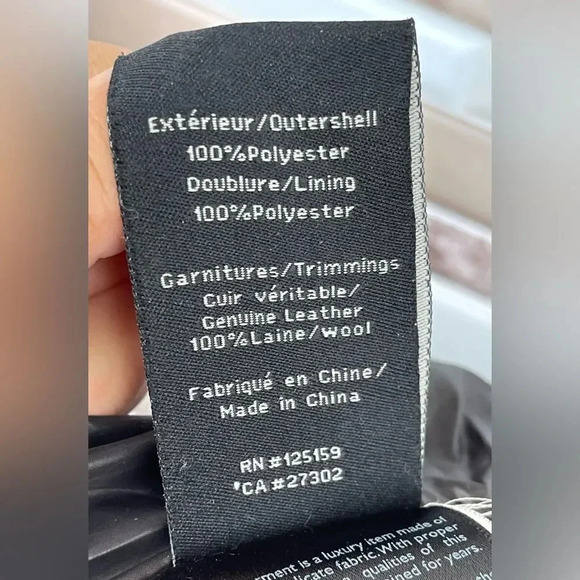 Extérieur/Outershell
100%Polyester
Doublure/Lining
100%Polyester
Garnitures/Trimmings
Cuir véritable/
Genuine Leather
100%Laine/Wool
Fabriqué en Chine/
Made in China
RN #125159
CA #27302
is a luxury item made of
fabric. With proper
qualities of this
for years.